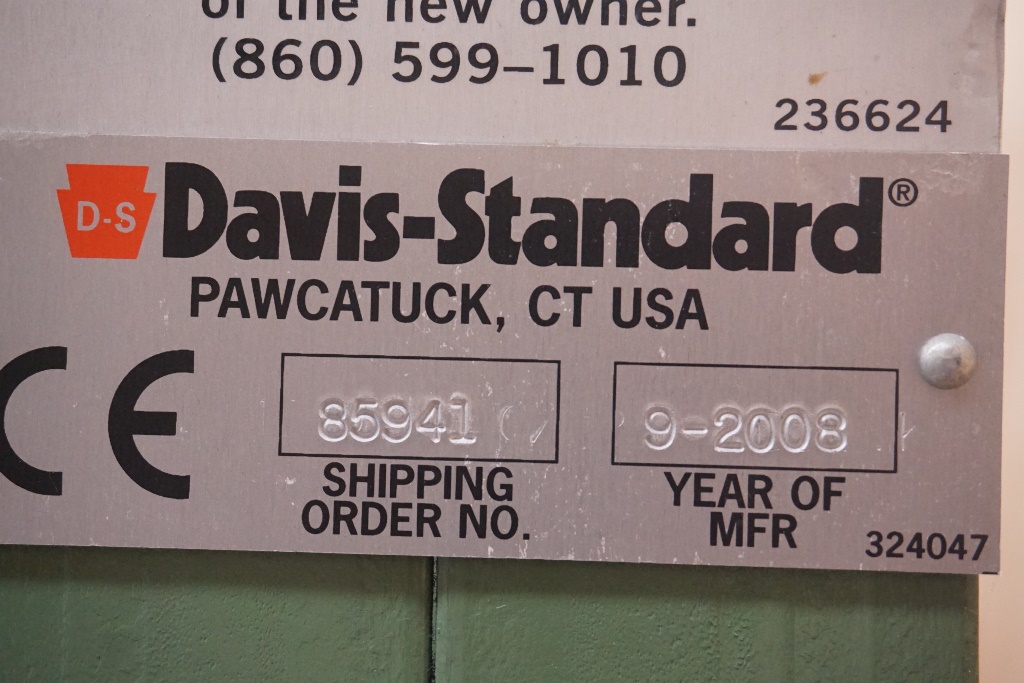 of the new owner.
(860) 599-1010
236624
D-S Davis-Standard®
PAWCATUCK, CT USA
CE
85941
9-2008
SHIPPING
ORDER NO.
YEAR OF
MFR
324047